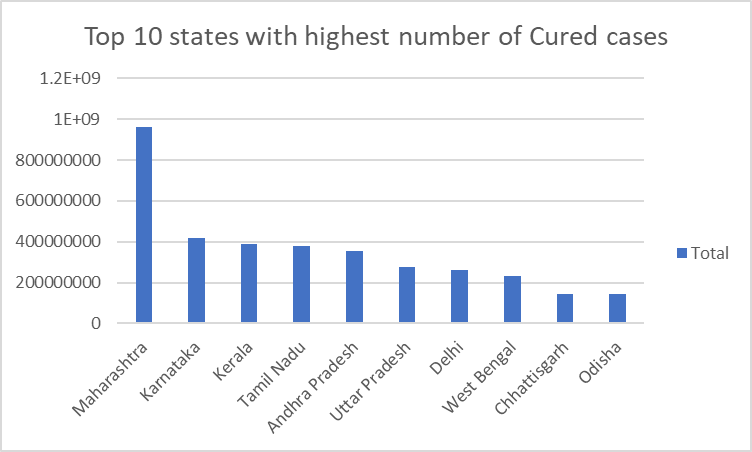 Top 10 states with highest number of Cured cases
1.2E+09
1E+09
800000000
600000000
400000000
200000000
0
Maharashtra
Karnataka
Kerala
Tamil Nadu
Andhra Pradesh
Uttar Pradesh
Delhi
West Bengal
Chhattisgarh
Odisha
Total